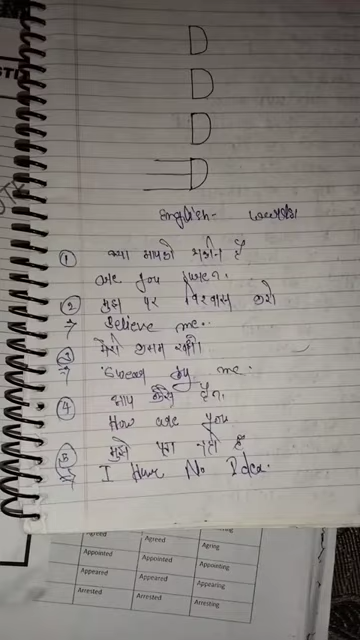 D
D
D
D
English-
① क्या आपको यकीन है
are you sure?
② मुझ पर विश्वास करो
⇒ Believe me..
③ मेरी कसम खाओ।
⇒ Swear by me.
④ आप कैसे हैं?
How are you
⑤ मुझे पता नहीं है
⇒ I Have No Idea.
Agreed Agreed Agring
Appointed Appointed Appointing
Appeared Appeared Appearing
Arrested Arrested Arresting